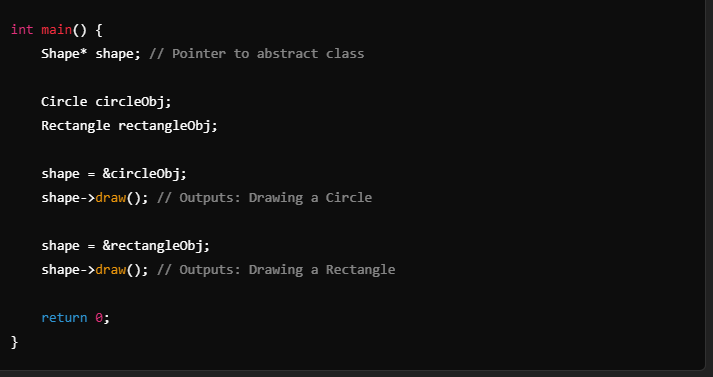 int main() {
    Shape* shape; // Pointer to abstract class
    Circle circleObj;
    Rectangle rectangleObj;
    shape = &circleObj;
    shape->draw(); // Outputs: Drawing a Circle
    shape = &rectangleObj;
    shape->draw(); // Outputs: Drawing a Rectangle
    return 0;
}